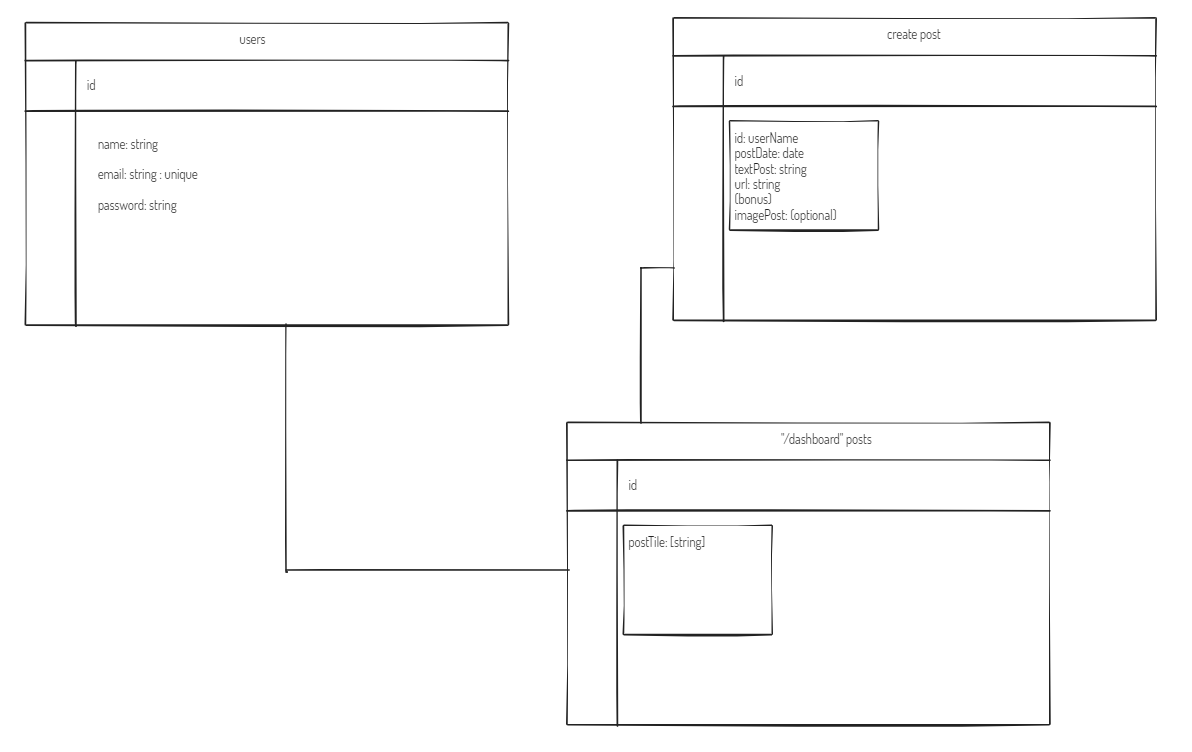 users
id
name: string
email: string : unique
password: string
create post
id
id: userName
postDate: date
textPost: string
url: string
(bonus)
imagePost: (optional)
"/dashboard" posts
id
postTile: [string]